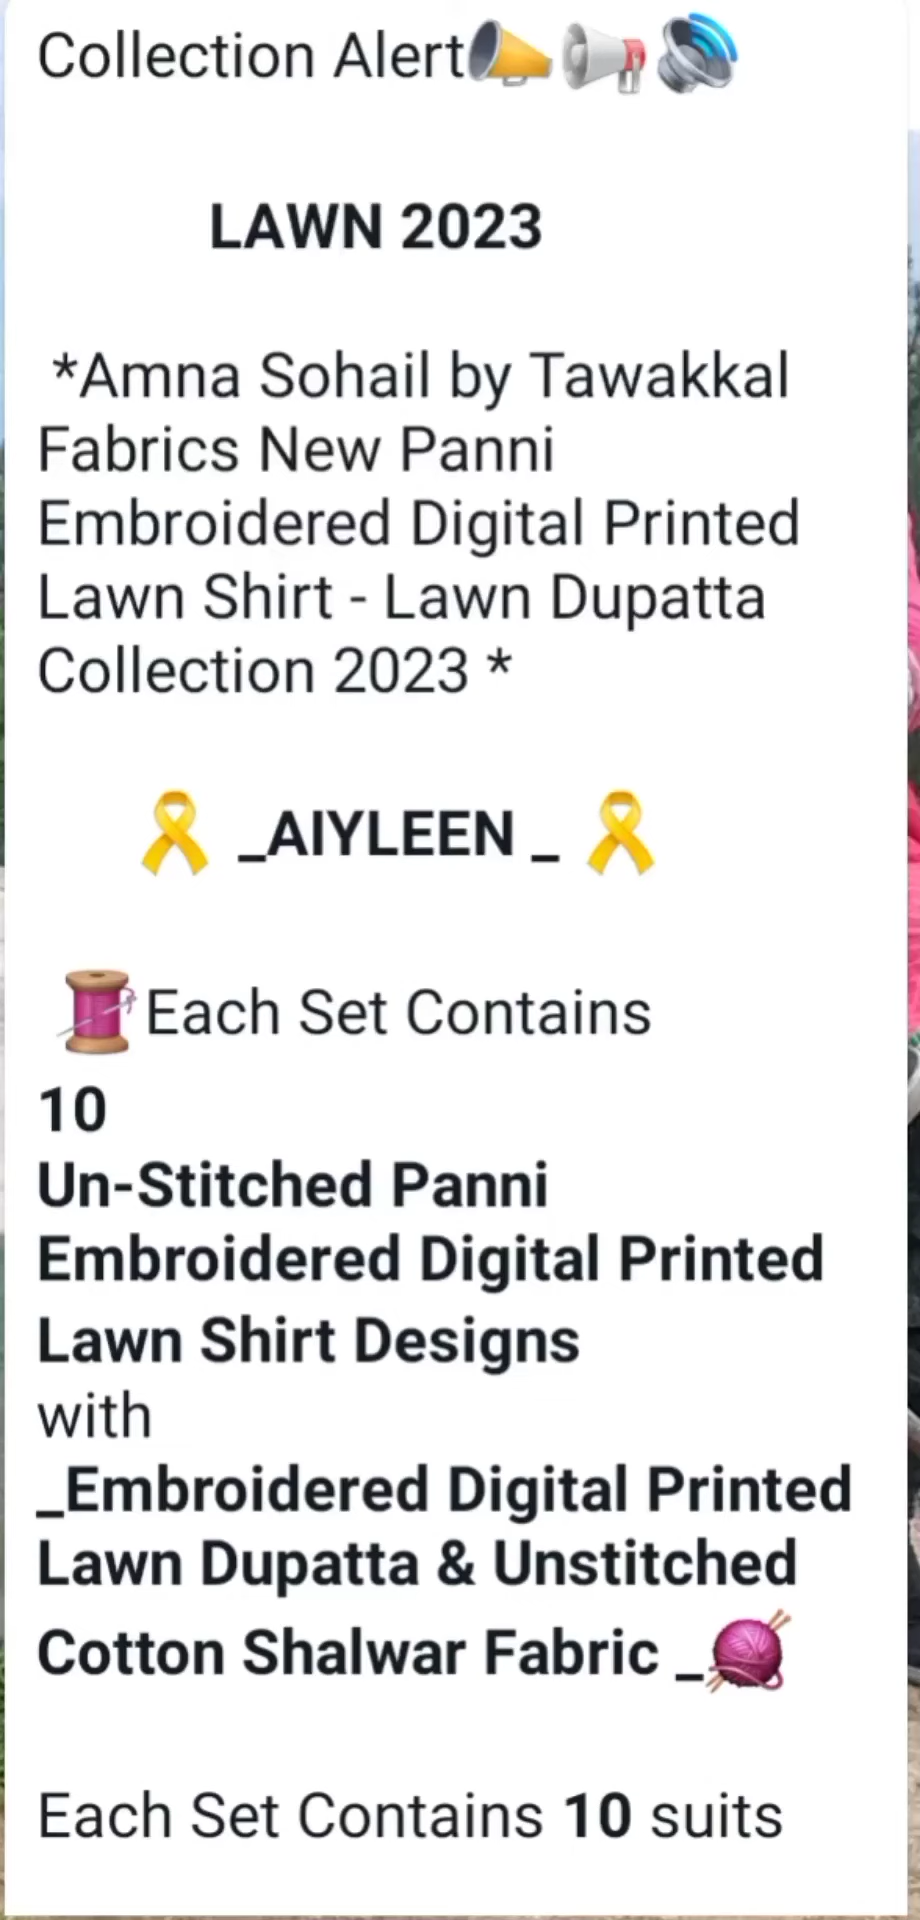 Collection Alert📣📢🔊
LAWN 2023
*Amna Sohail by Tawakkal
Fabrics New Panni
Embroidered Digital Printed
Lawn Shirt - Lawn Dupatta
Collection 2023 *
🎗 _AIYLEEN _ 🎗
🧵Each Set Contains
10
Un-Stitched Panni
Embroidered Digital Printed
Lawn Shirt Designs
with
_Embroidered Digital Printed
Lawn Dupatta & Unstitched
Cotton Shalwar Fabric _🧶
Each Set Contains 10 suits